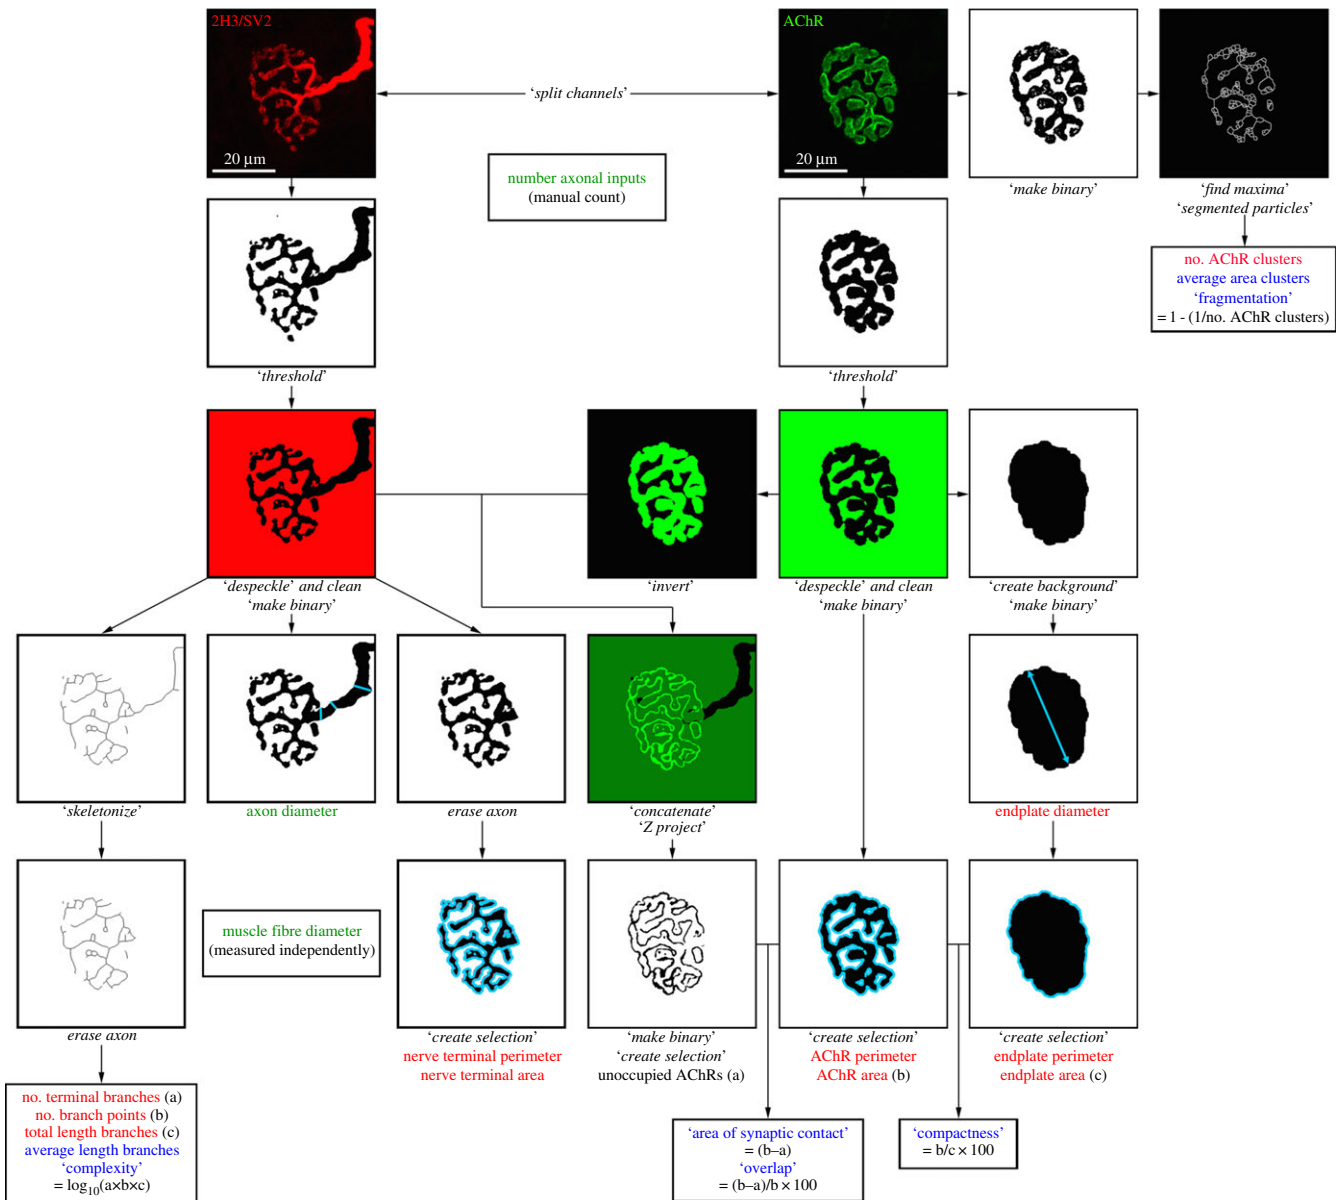 2H3/SV2
AChR
‘split channels’
20 µm
20 µm
number axonal inputs
(manual count)
‘make binary’
‘find maxima’
‘segmented particles’
no. AChR clusters
average area clusters
‘fragmentation’
= 1 - (1/no. AChR clusters)
‘threshold’
‘threshold’
‘despeckle’ and clean
‘make binary’
‘invert’
‘despeckle’ and clean
‘make binary’
‘create background’
‘make binary’
‘skeletonize’
axon diameter
erase axon
‘concatenate’
‘Z project’
endplate diameter
muscle fibre diameter
(measured independently)
erase axon
‘create selection’
nerve terminal perimeter
nerve terminal area
‘make binary’
‘create selection’
unoccupied AChRs (a)
‘create selection’
AChR perimeter
AChR area (b)
‘create selection’
endplate perimeter
endplate area (c)
no. terminal branches (a)
no. branch points (b)
total length branches (c)
average length branches
‘complexity’
= log10(a×b×c)
‘area of synaptic contact’
= (b–a)
‘overlap’
= (b–a)/b × 100
‘compactness’
= b/c × 100